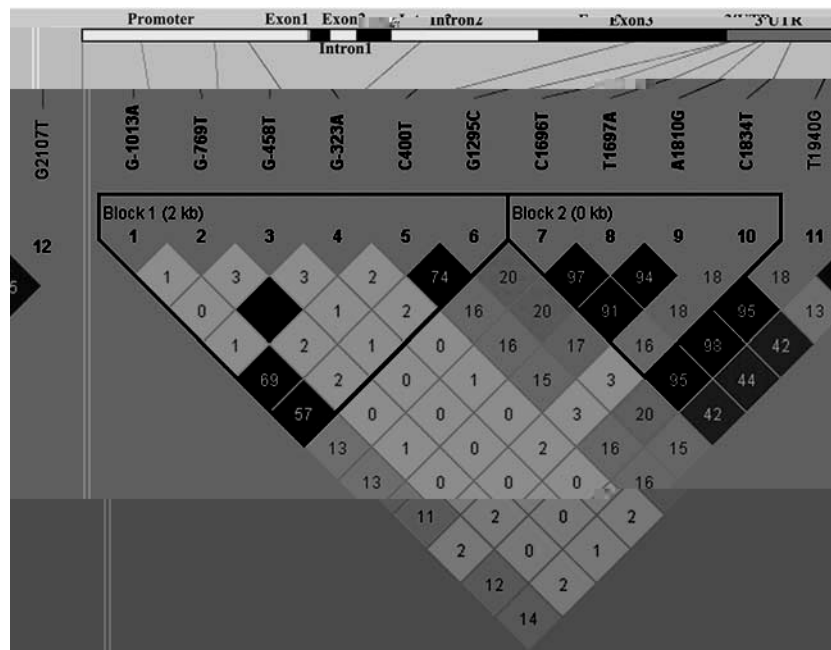 Promoter Exon1 Intron2 Exon3 3'UTR
Intron1
G2107T G-1013A G-769T G-458T G-323A C400T G1295C C1696T T1697A A1810G C1834T T1940G
Block 1 (2 kb) Block 2 (0 kb)
12 1 2 3 4 5 6 7 8 9 10 11
1 3 3 2 74 20 97 94 18 18
0 1 2 16 20 91 18 95 13
1 2 1 0 16 17 16 98 42
69 2 0 1 15 3 95 44
57 0 0 0 3 20 42
13 1 0 2 16 15
13 0 0 0 16
11 2 0 2
2 0 1
12 2
14